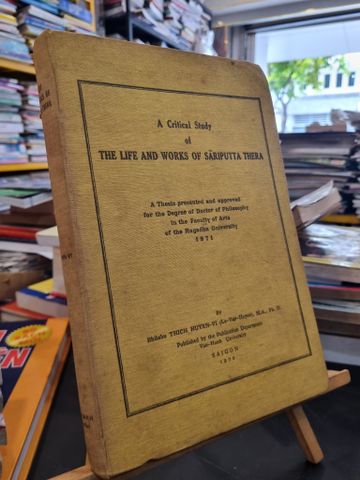 A Critical Study
of
THE LIFE AND WORKS OF SĀRIPUTTA THERA
A Thesis presented and approved
for the Degree of Doctor of Philosophy
in the Faculty of Arts
of the Magadha University
1971
By
Bhiksu THICH HUYEN-VI (Le-Van-Huyen), M.A., Ph. D.
Published by the Publication Department
Van-Hanh University
SAIGON